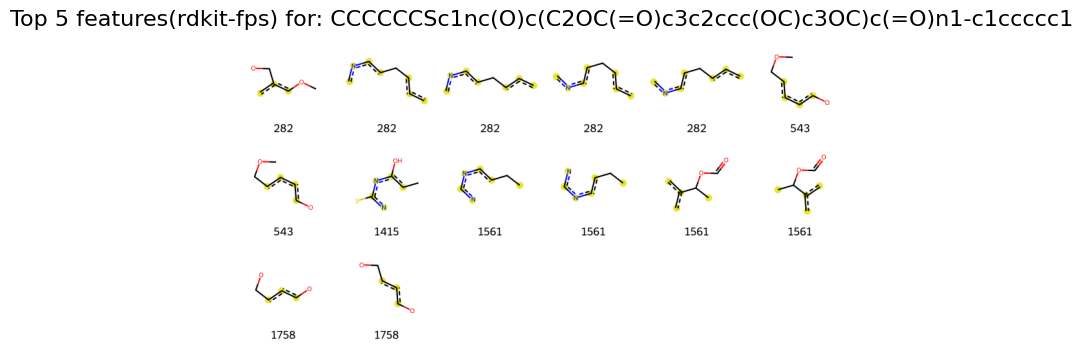 Top 5 features(rdkit-fps) for: CCCCCCSc1nc(O)c(C2OC(=O)c3c2ccc(OC)c3OC)c(=O)n1-c1ccccc1
282 282 282 282 282 543
543 1415 1561 1561 1561 1561
1758 1758